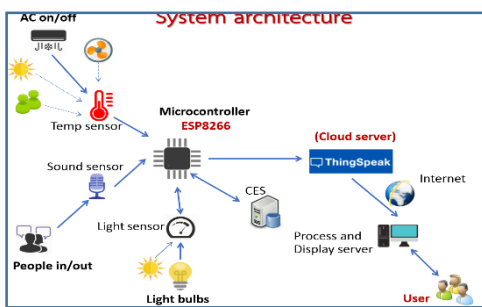 System architecture
AC on/off
Microcontroller
ESP8266
Temp sensor
(Cloud server)
ThingSpeak
Sound sensor
Internet
CES
Light sensor
Process and
Display server
People in/out
Light bulbs
User